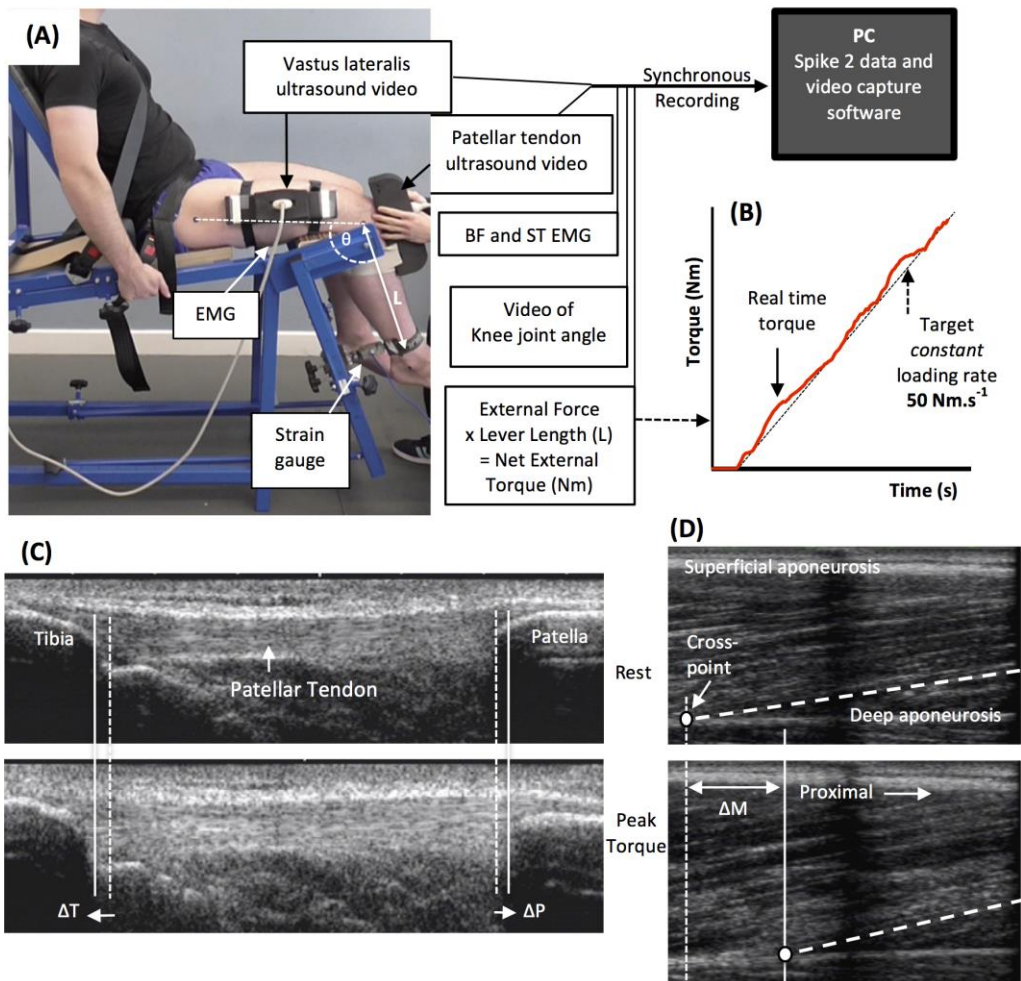 (A)
Vastus lateralis
ultrasound video
Patellar tendon
ultrasound video
BF and ST EMG
Video of
Knee joint angle
External Force
x Lever Length (L)
= Net External
Torque (Nm)
EMG
Strain
gauge
θ
L
Synchronous
Recording
PC
Spike 2 data and
video capture
software
(B)
Torque (Nm)
Real time
torque
Target
constant
loading rate
50 Nm.s⁻¹
Time (s)
(C)
Tibia
Patella
Patellar Tendon
ΔT
ΔP
(D)
Superficial aponeurosis
Cross-
point
Rest
Deep aponeurosis
ΔM
Proximal
Peak
Torque